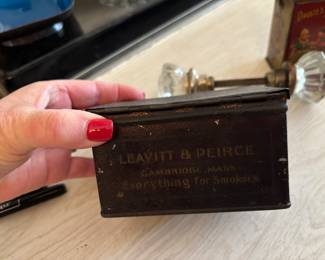 LEAVITT & PEIRCE
CAMBRIDGE, MASS.
Everything for Smokers